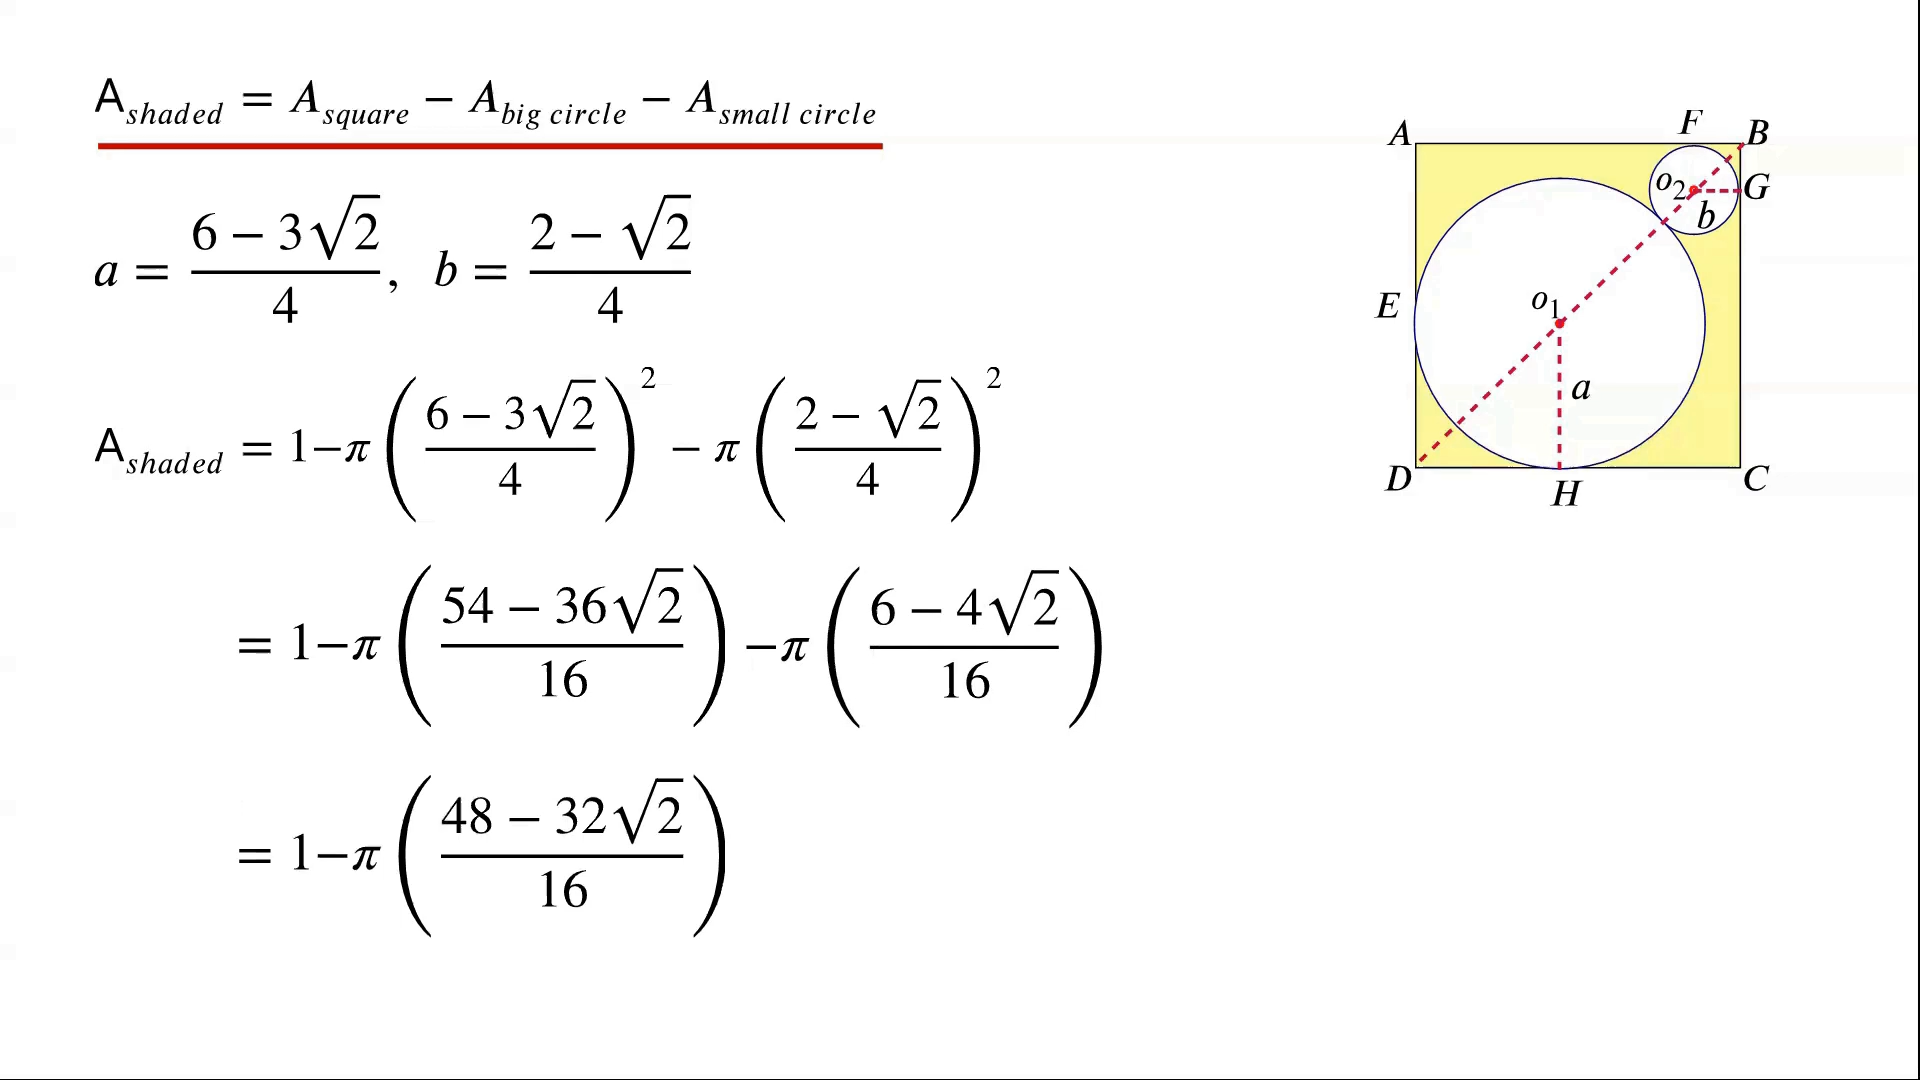 A_shaded = A_square − A_big circle − A_small circle
a = (6 − 3√2)/4, b = (2 − √2)/4
A_shaded = 1−π((6 − 3√2)/4)² − π((2 − √2)/4)²
= 1−π((54 − 36√2)/16) −π((6 − 4√2)/16)
= 1−π((48 − 32√2)/16)
A F B
o₂ G
b
E o₁
a
D H C